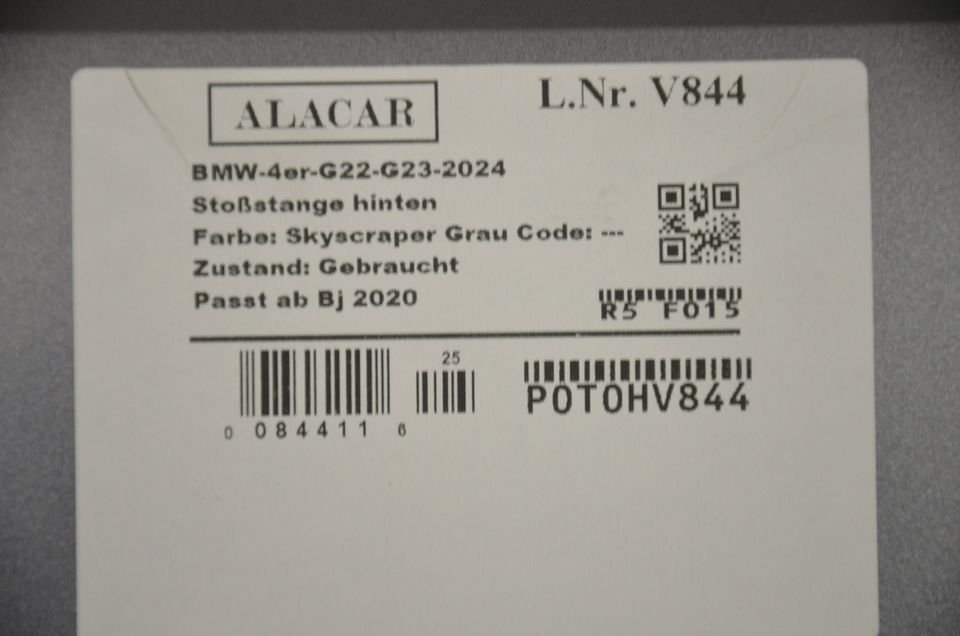 ALACAR
L.Nr. V844
BMW-4er-G22-G23-2024
Stoßstange hinten
Farbe: Skyscraper Grau Code: ---
Zustand: Gebraucht
Passt ab Bj 2020
R5 F015
25
0 084411 6
P0T0HV844